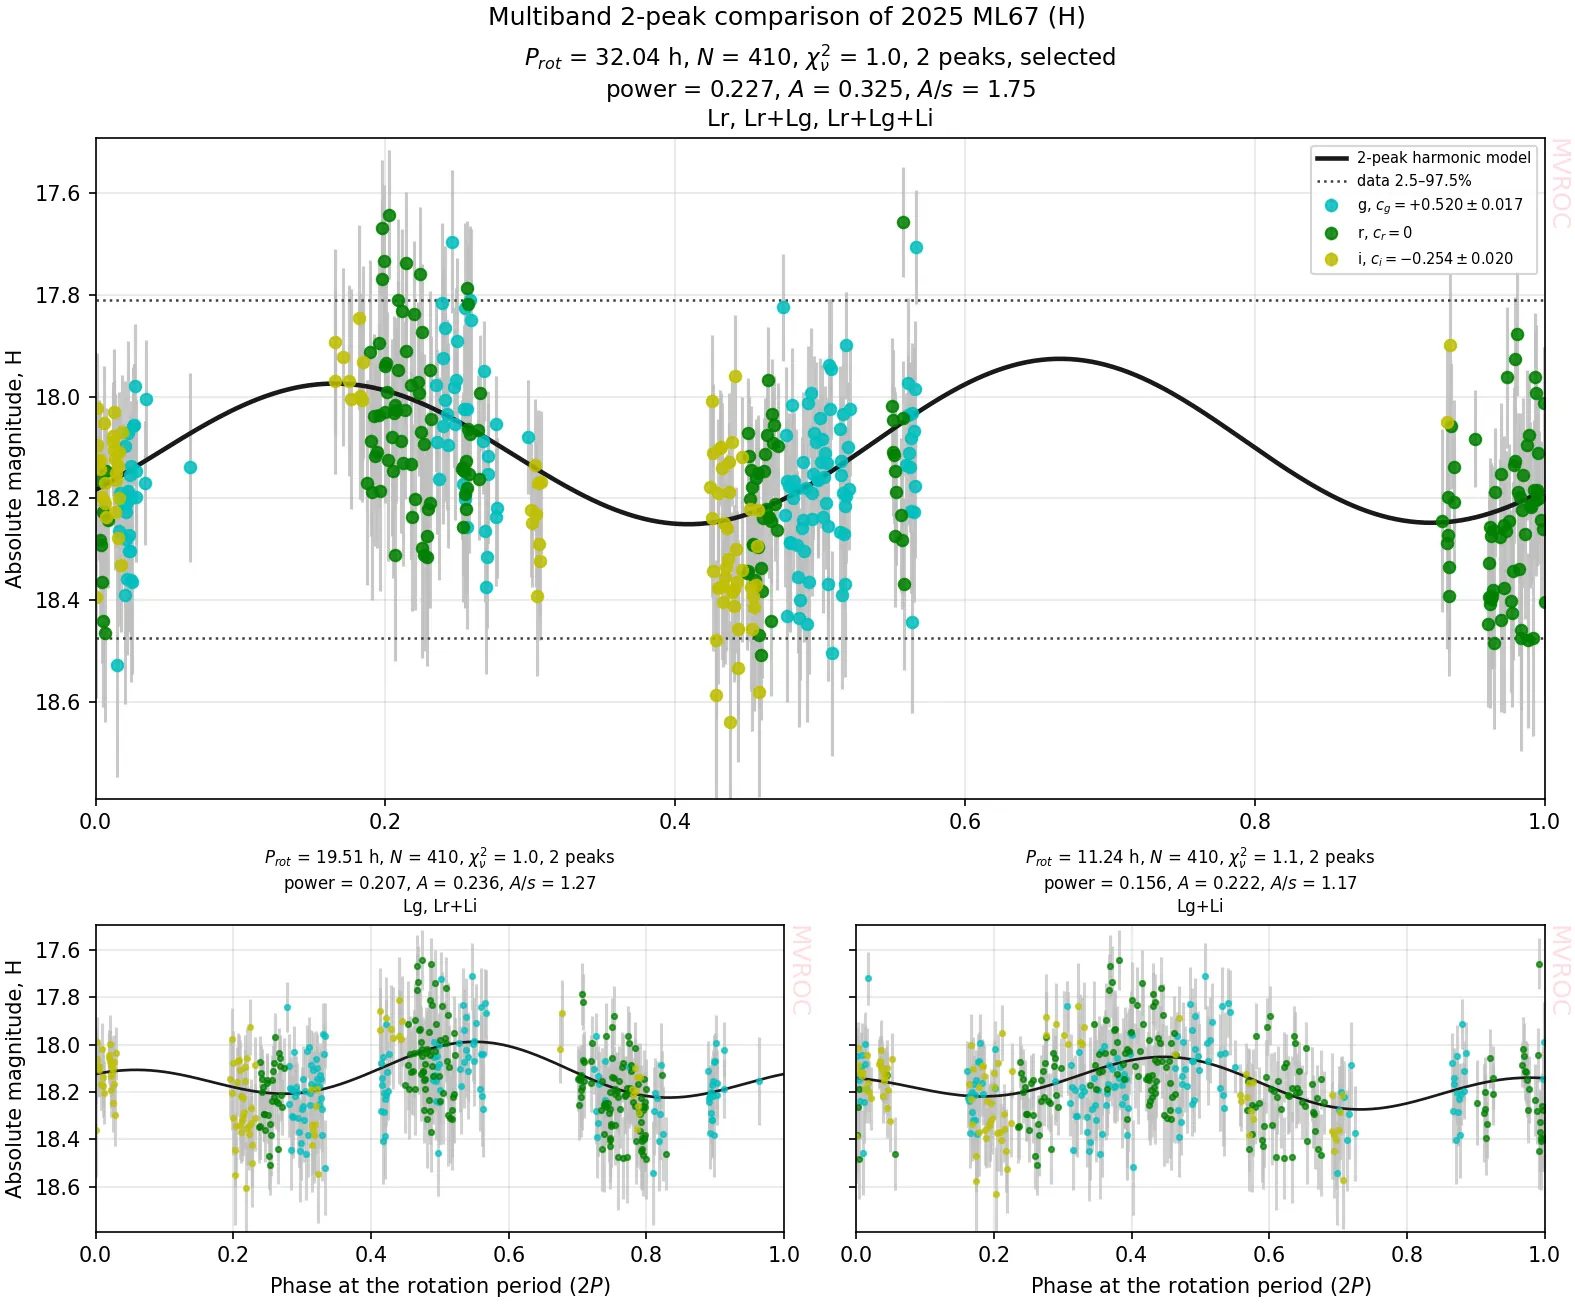 Multiband 2-peak comparison of 2025 ML67 (H)
P_rot = 32.04 h, N = 410, χ²_ν = 1.0, 2 peaks, selected
power = 0.227, A = 0.325, A/s = 1.75
Lr, Lr+Lg, Lr+Lg+Li
MVROC
2-peak harmonic model
data 2.5–97.5%
g, c_g = +0.520 ± 0.017
r, c_r = 0
i, c_i = −0.254 ± 0.020
Absolute magnitude, H
17.6
17.8
18.0
18.2
18.4
18.6
0.0 0.2 0.4 0.6 0.8 1.0
P_rot = 19.51 h, N = 410, χ²_ν = 1.0, 2 peaks
power = 0.207, A = 0.236, A/s = 1.27
Lg, Lr+Li
MVROC
Absolute magnitude, H
17.6
17.8
18.0
18.2
18.4
18.6
0.0 0.2 0.4 0.6 0.8 1.0
Phase at the rotation period (2P)
P_rot = 11.24 h, N = 410, χ²_ν = 1.1, 2 peaks
power = 0.156, A = 0.222, A/s = 1.17
Lg+Li
MVROC
0.0 0.2 0.4 0.6 0.8 1.0
Phase at the rotation period (2P)